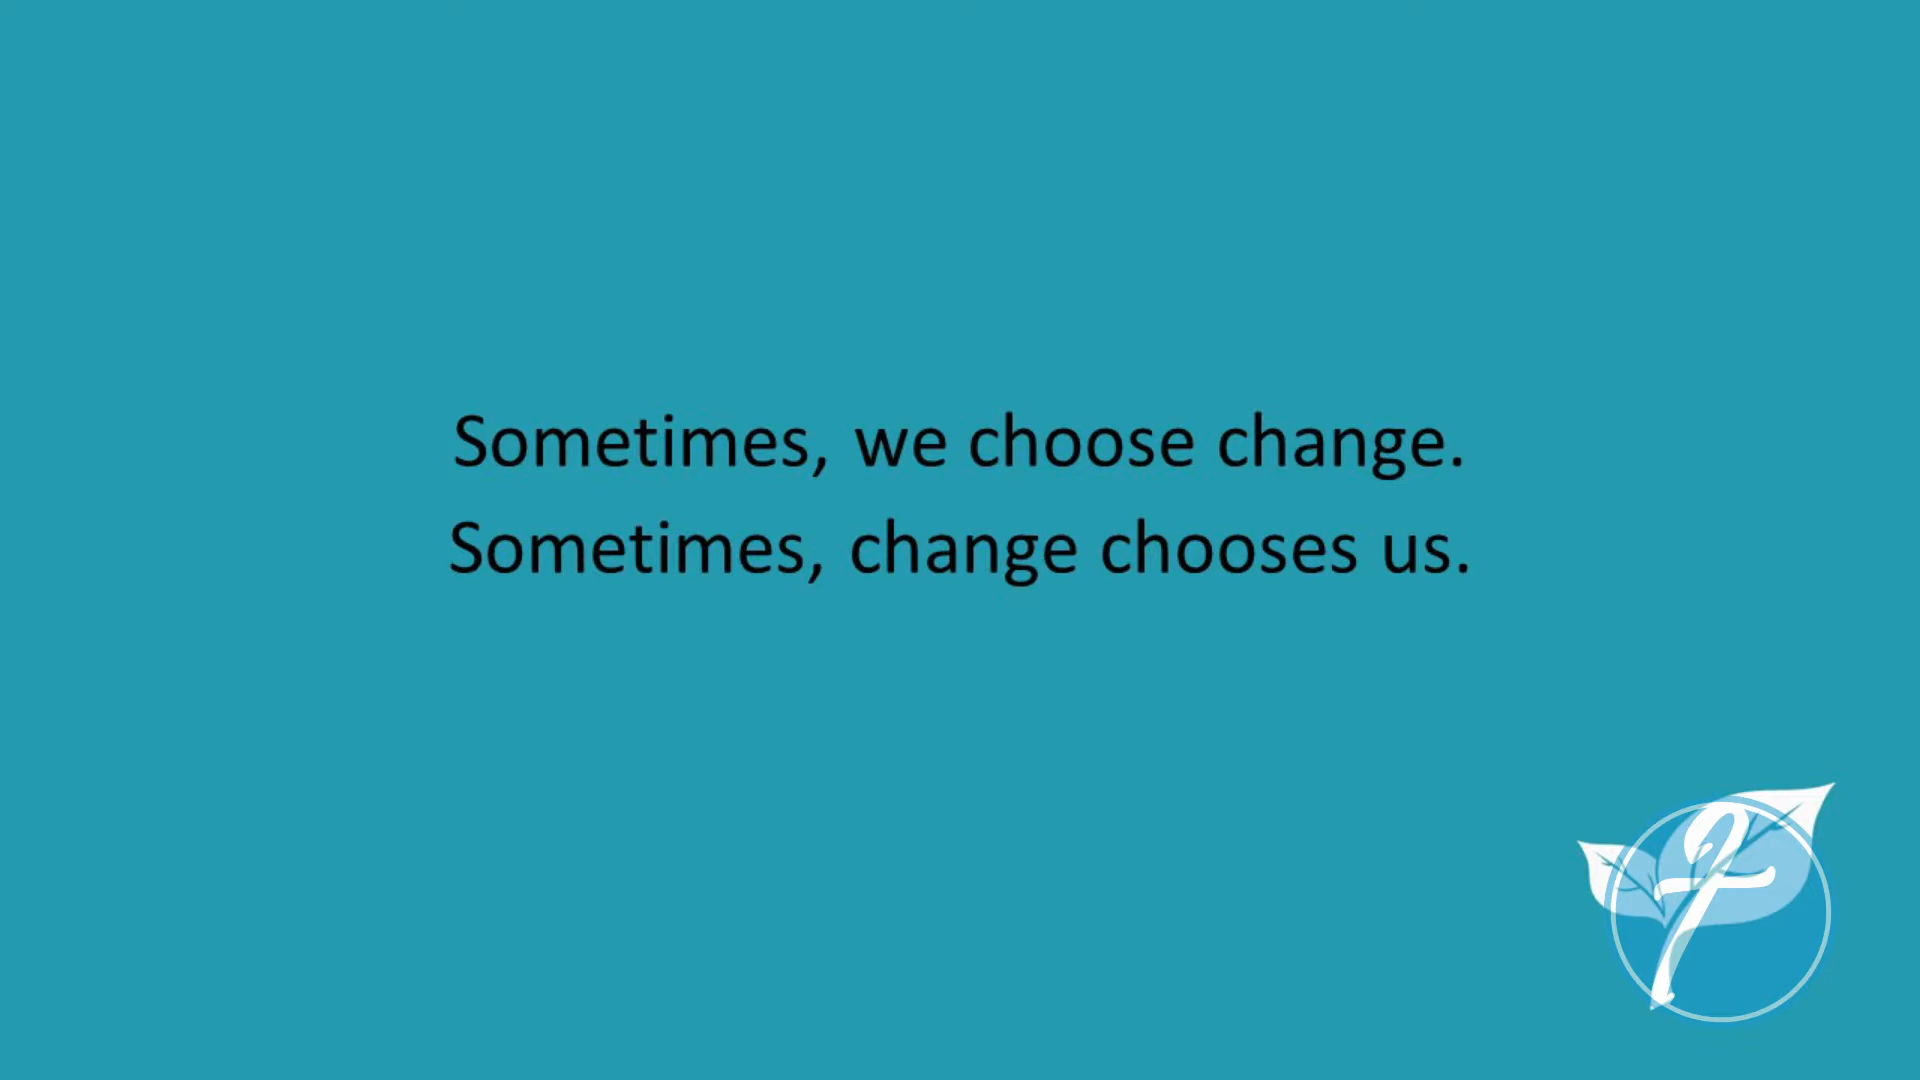 Sometimes, we choose change.
Sometimes, change chooses us.